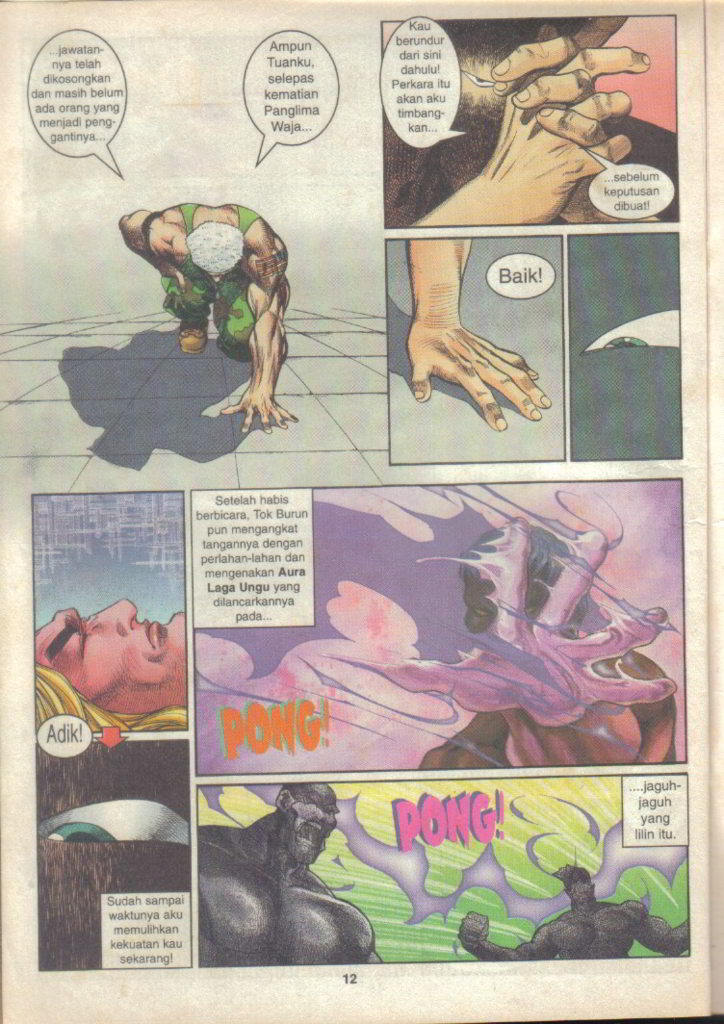 Ampun
Tuanku,
selepas
kematian
Panglima
Waja...
...jawatan-
nya telah
dikosongkan
dan masih belum
ada orang yang
menjadi peng-
gantinya...
Kau
berundur
dari sini
dahulu!
Perkara itu
akan aku
timbang-
kan...
...sebelum
keputusan
dibuat!
Baik!
Adik!
Sudah sampai
waktunya aku
memulihkan
kekuatan kau
sekarang!
Setelah habis
berbicara, Tok Burun
pun mengangkat
tangannya dengan
perlahan-lahan dan
mengenakan Aura
Laga Ungu yang
dilancarkannya
pada...
PONG!
PONG!
....jaguh-
jaguh
yang
lilin itu.
12